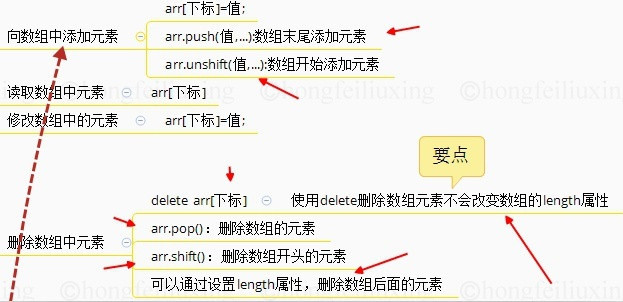 arr[下标]=值;
向数组中添加元素
arr.push(值,...):数组末尾添加元素
arr.unshift(值,...):数组开始添加元素
读取数组中元素
arr[下标]
修改数组中的元素
arr[下标]=值;
要点
delete arr[下标]
使用delete删除数组元素不会改变数组的length属性
arr.pop()：删除数组的元素
删除数组中元素
arr.shift()：删除数组开头的元素
可以通过设置length属性，删除数组后面的元素
©hongfeiliuxing